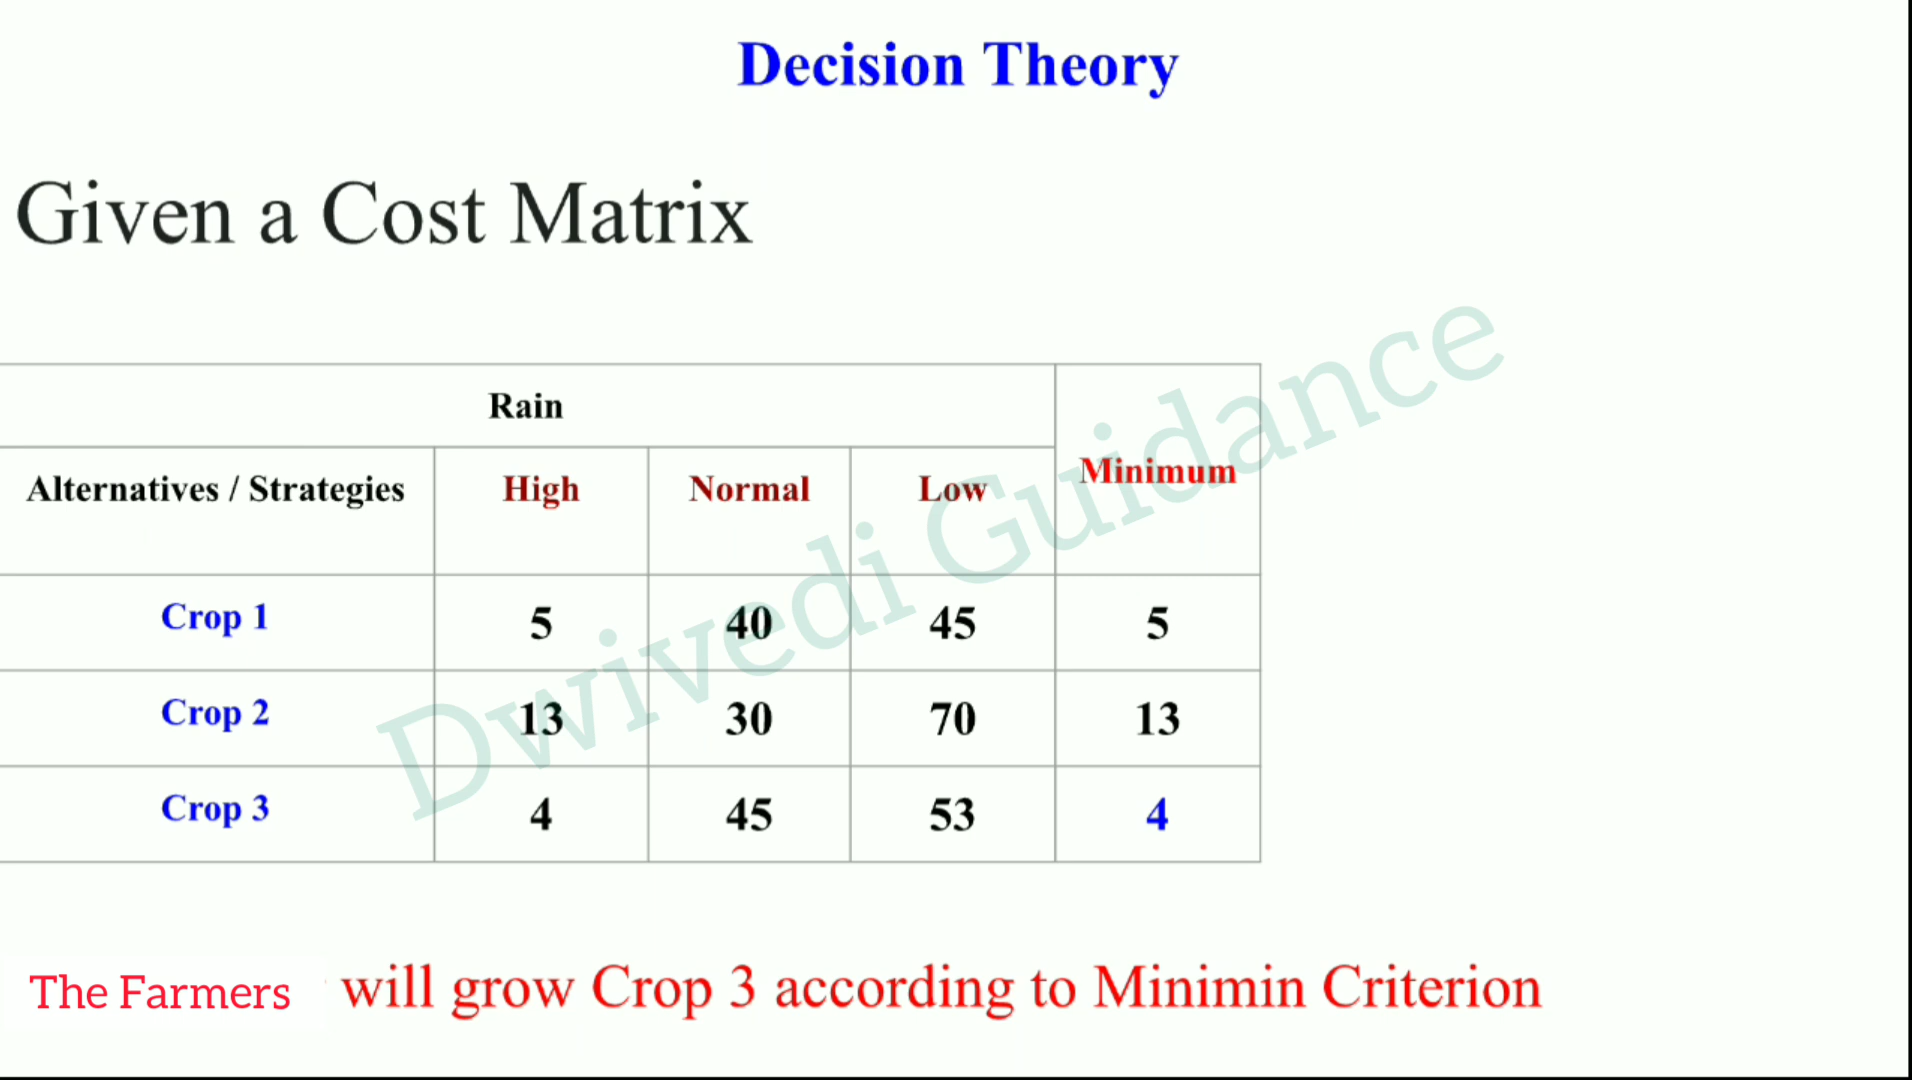 Decision Theory
Given a Cost Matrix
Rain
Minimum
Alternatives / Strategies High Normal Low
Crop 1 5 40 45 5
Crop 2 13 30 70 13
Crop 3 4 45 53 4
Dwivedi Guidance
The Farmers will grow Crop 3 according to Minimin Criterion